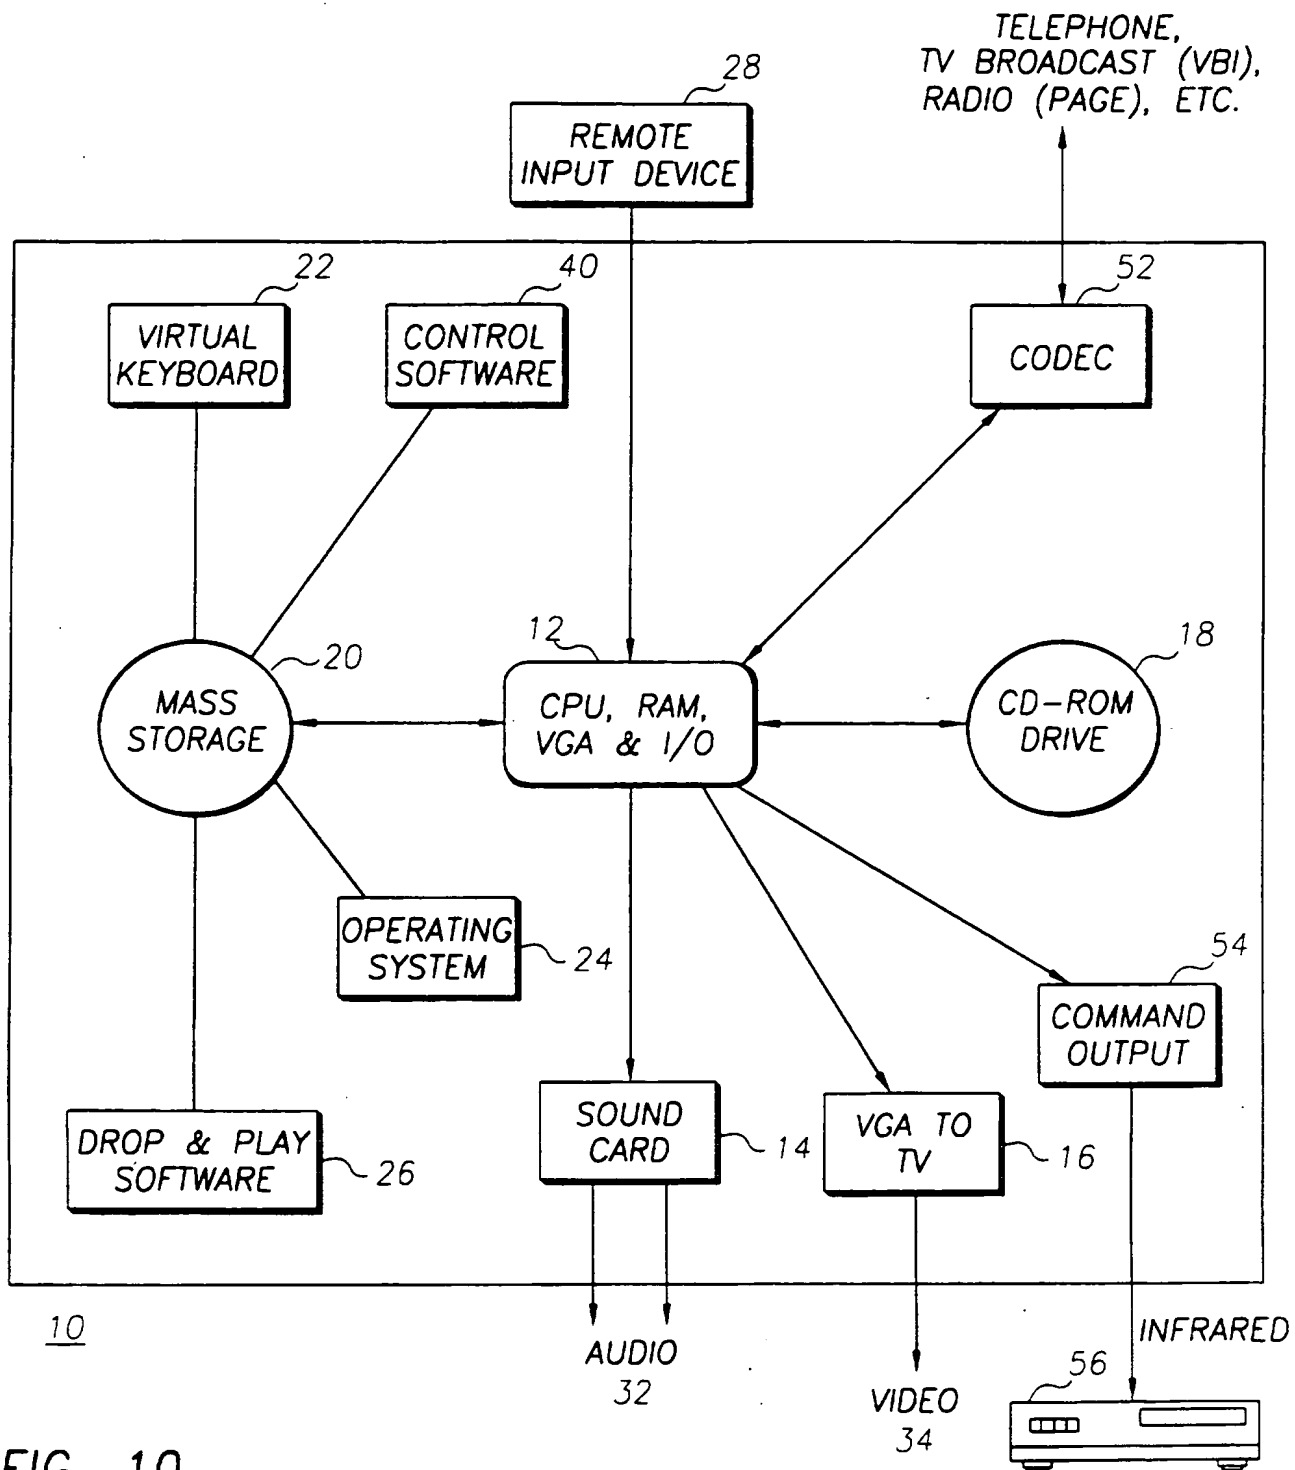 TELEPHONE,
TV BROADCAST (VBI),
RADIO (PAGE), ETC.
28
REMOTE
INPUT DEVICE
22
40
52
VIRTUAL
KEYBOARD
CONTROL
SOFTWARE
CODEC
20
12
18
MASS
STORAGE
CPU, RAM,
VGA & I/O
CD-ROM
DRIVE
OPERATING
SYSTEM
24
54
COMMAND
OUTPUT
DROP & PLAY
SOFTWARE
26
SOUND
CARD
14
VGA TO
TV
16
10
AUDIO
32
VIDEO
34
INFRARED
56
FIG. 10